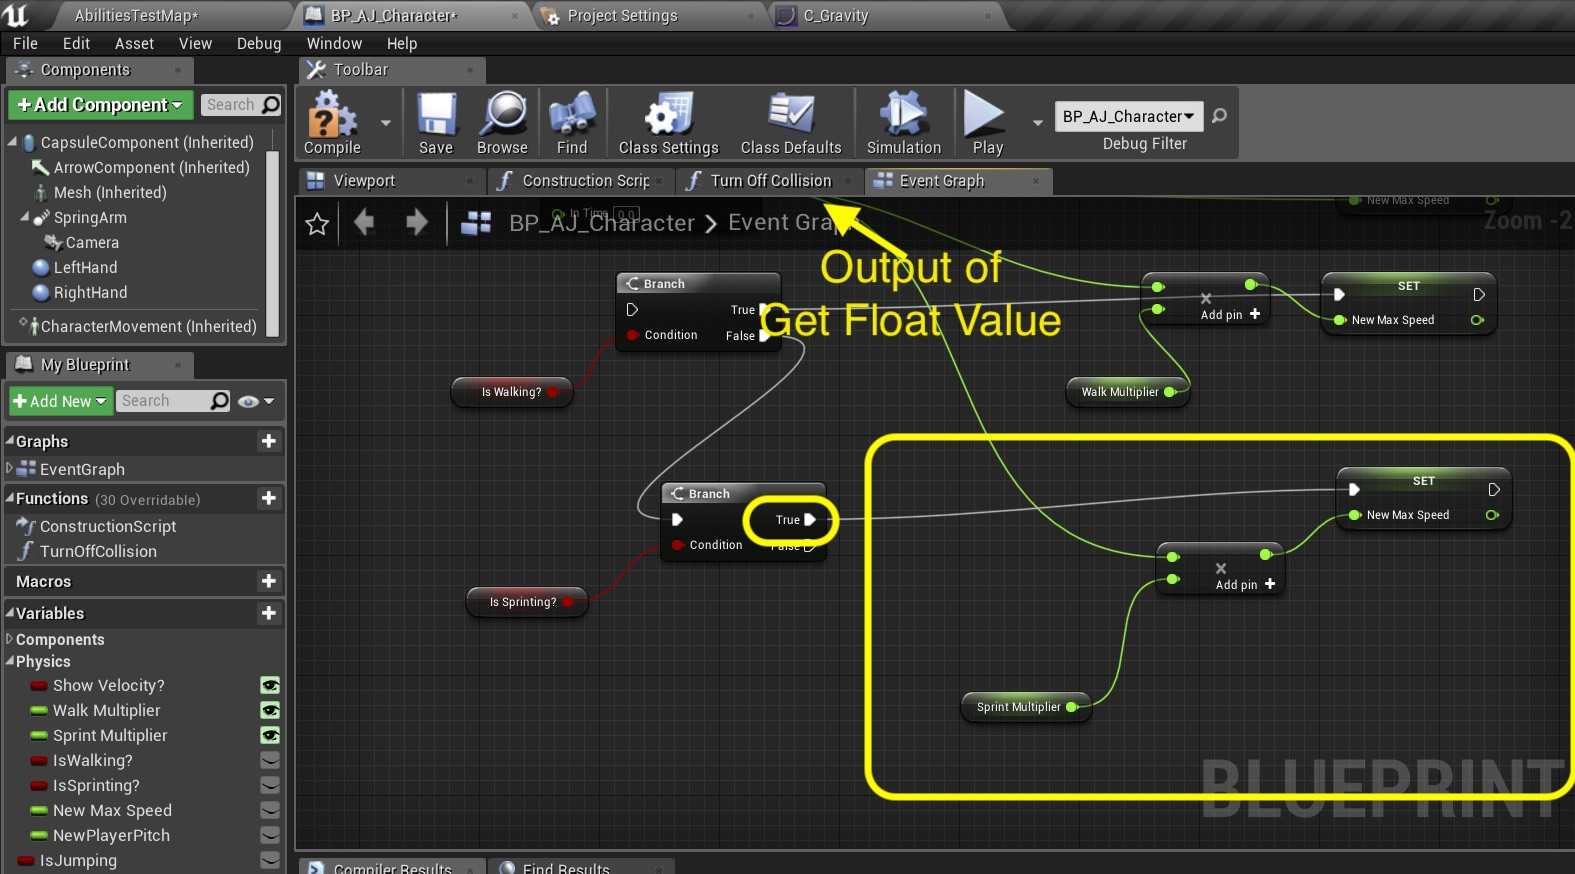 AbilitiesTestMap*
BP_AJ_Character*
Project Settings
C_Gravity
File Edit Asset View Debug Window Help
Components
Toolbar
+Add Component
Search
CapsuleComponent (Inherited)
ArrowComponent (Inherited)
Mesh (Inherited)
SpringArm
Camera
LeftHand
RightHand
CharacterMovement (Inherited)
Compile
Save
Browse
Find
Class Settings
Class Defaults
Simulation
Play
BP_AJ_Character
Debug Filter
Viewport
Construction Scrip
Turn Off Collision
Event Graph
BP_AJ_Character > Event Graph
In Time 0.0
New Max Speed
Zoom -2
Output of
Get Float Value
Branch
True
Condition
False
Is Walking?
×
Add pin +
SET
New Max Speed
Walk Multiplier
Branch
True
Condition
False
Is Sprinting?
×
Add pin +
SET
New Max Speed
Sprint Multiplier
BLUEPRINT
My Blueprint
+Add New
Search
Graphs
EventGraph
Functions (30 Overridable)
ConstructionScript
TurnOffCollision
Macros
Variables
Components
Physics
Show Velocity?
Walk Multiplier
Sprint Multiplier
IsWalking?
IsSprinting?
New Max Speed
NewPlayerPitch
IsJumping
Compiler Results
Find Results